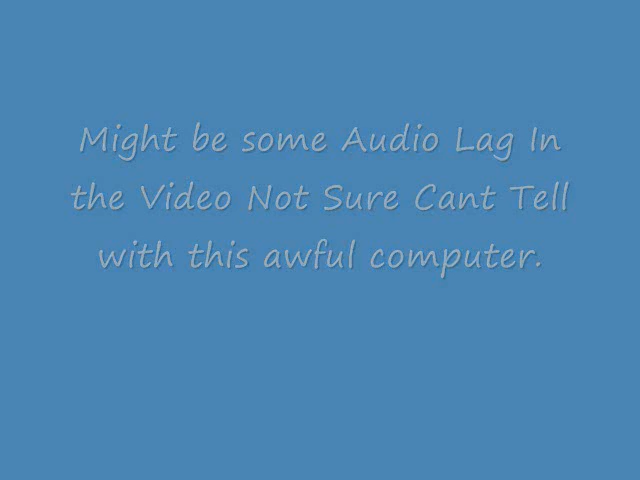 Might be some Audio Lag In
the Video Not Sure Cant Tell
with this awful computer.